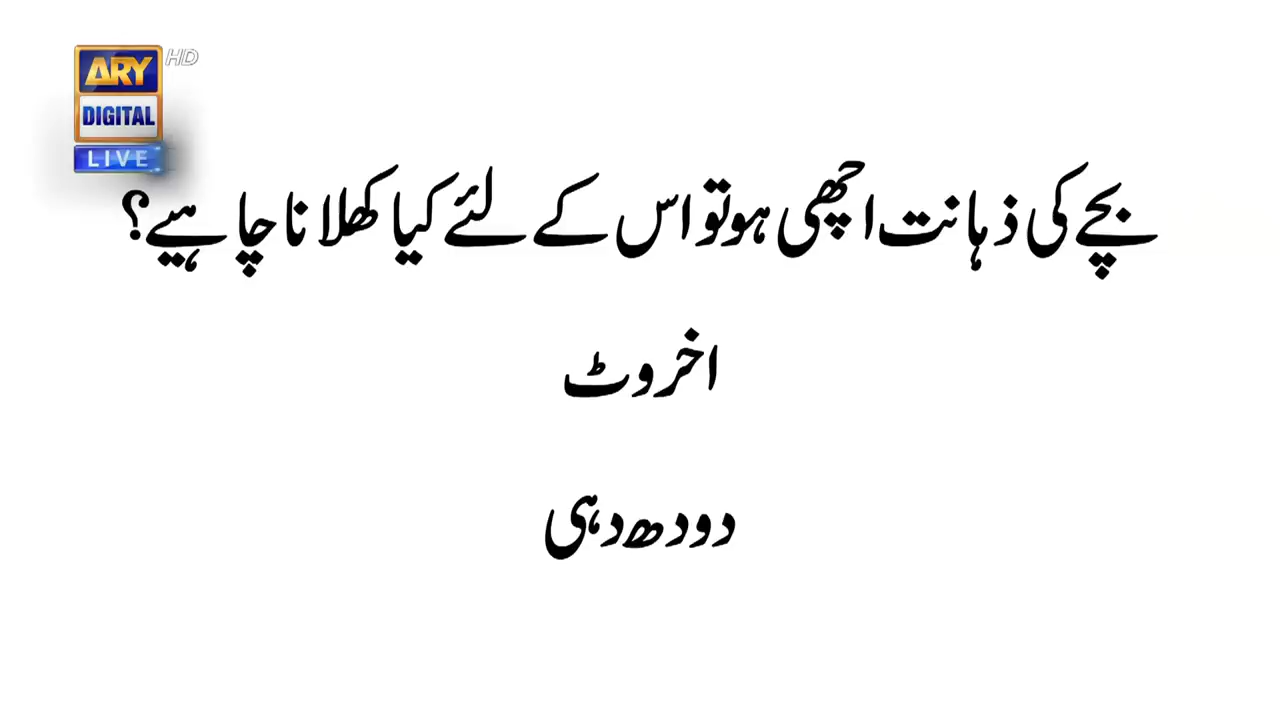 ARY HD
DIGITAL
LIVE
بچے کی ذہانت اچھی ہو تو اس کے لئے کیا کھلانا چاہیے؟
اخروٹ
دودھ دہی